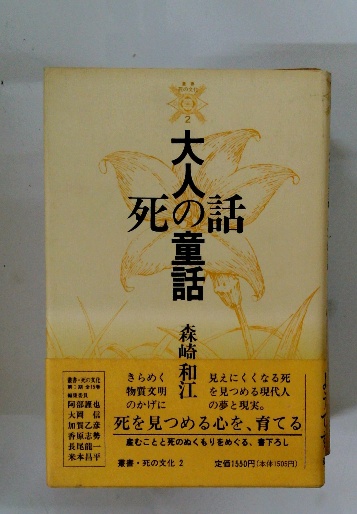 叢書
死の文化
2
大人の童話
死の話
森崎和江
きらめく
物質文明
のかげに
見えにくくなる死
を見つめる現代人
の夢と現実。
死を見つめる心を、育てる
産むことと死のぬくもりをめぐる、書下ろし
叢書・死の文化 2
定価1550円(本体1505円)
叢書・死の文化
第1期 全15巻
編集委員
阿部謹也
大岡 信
加賀乙彦
香原志勢
長尾龍一
米本昌平